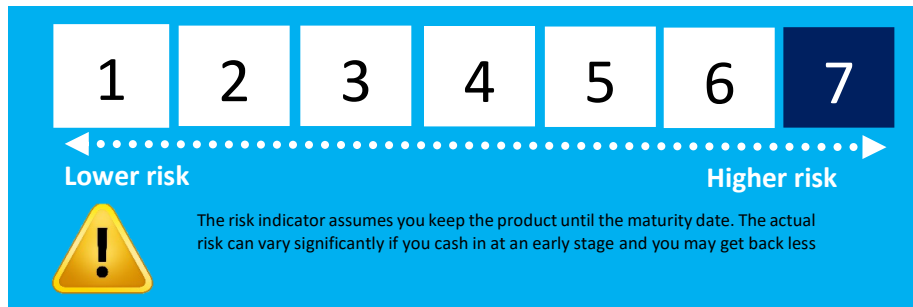 1 2 3 4 5 6 7
Lower risk Higher risk
!
The risk indicator assumes you keep the product until the maturity date. The actual
risk can vary significantly if you cash in at an early stage and you may get back less